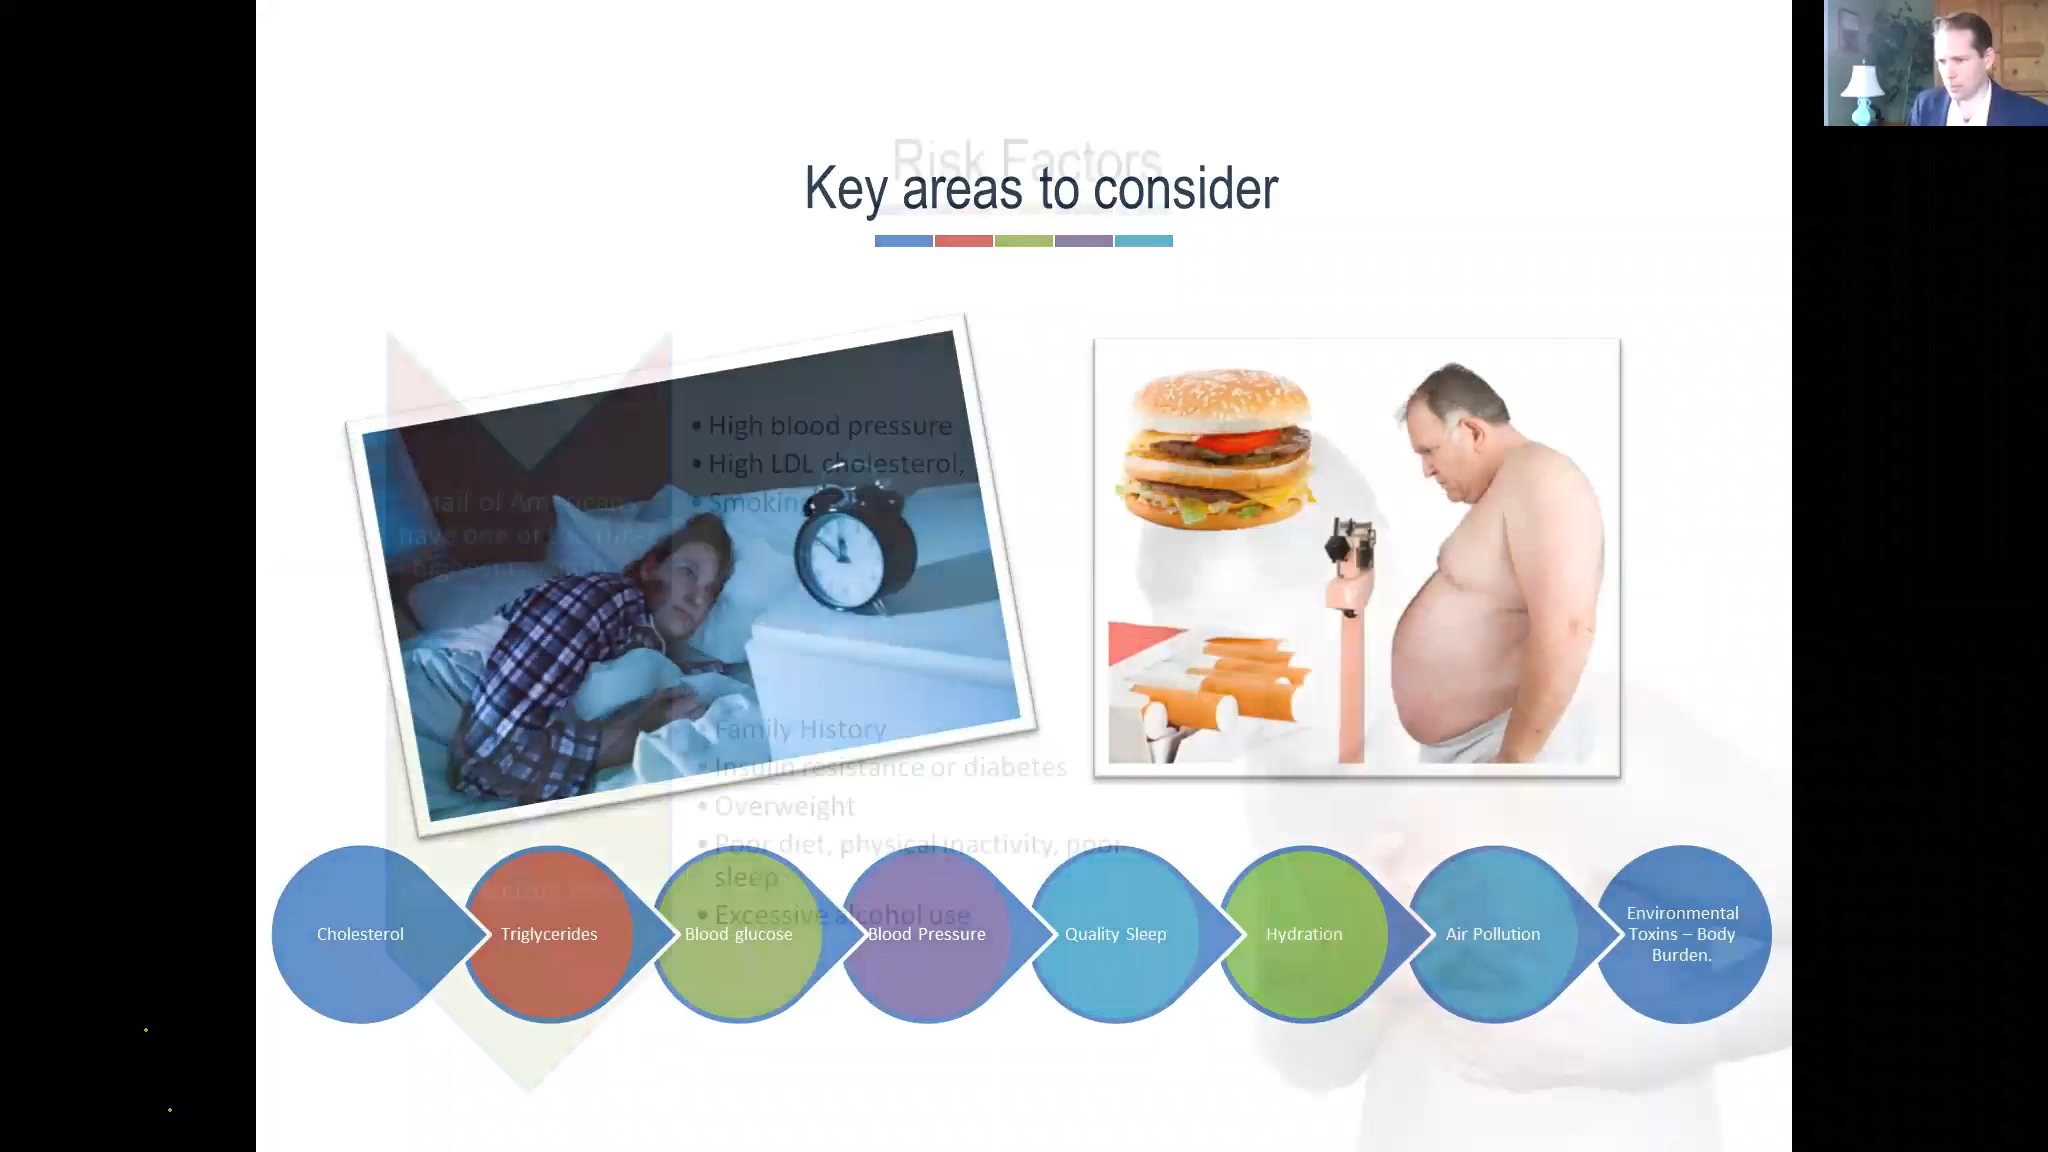 Risk Factors
Key areas to consider
• High blood pressure
• High LDL cholesterol,
• Smoking
Half of Americans
have one of
• Family History
• Insulin resistance or diabetes
• Overweight
• Poor diet, physical inactivity, poor
sleep
• Excessive alcohol use
Cholesterol
Triglycerides
Blood glucose
Blood Pressure
Quality Sleep
Hydration
Air Pollution
Environmental
Toxins – Body
Burden.